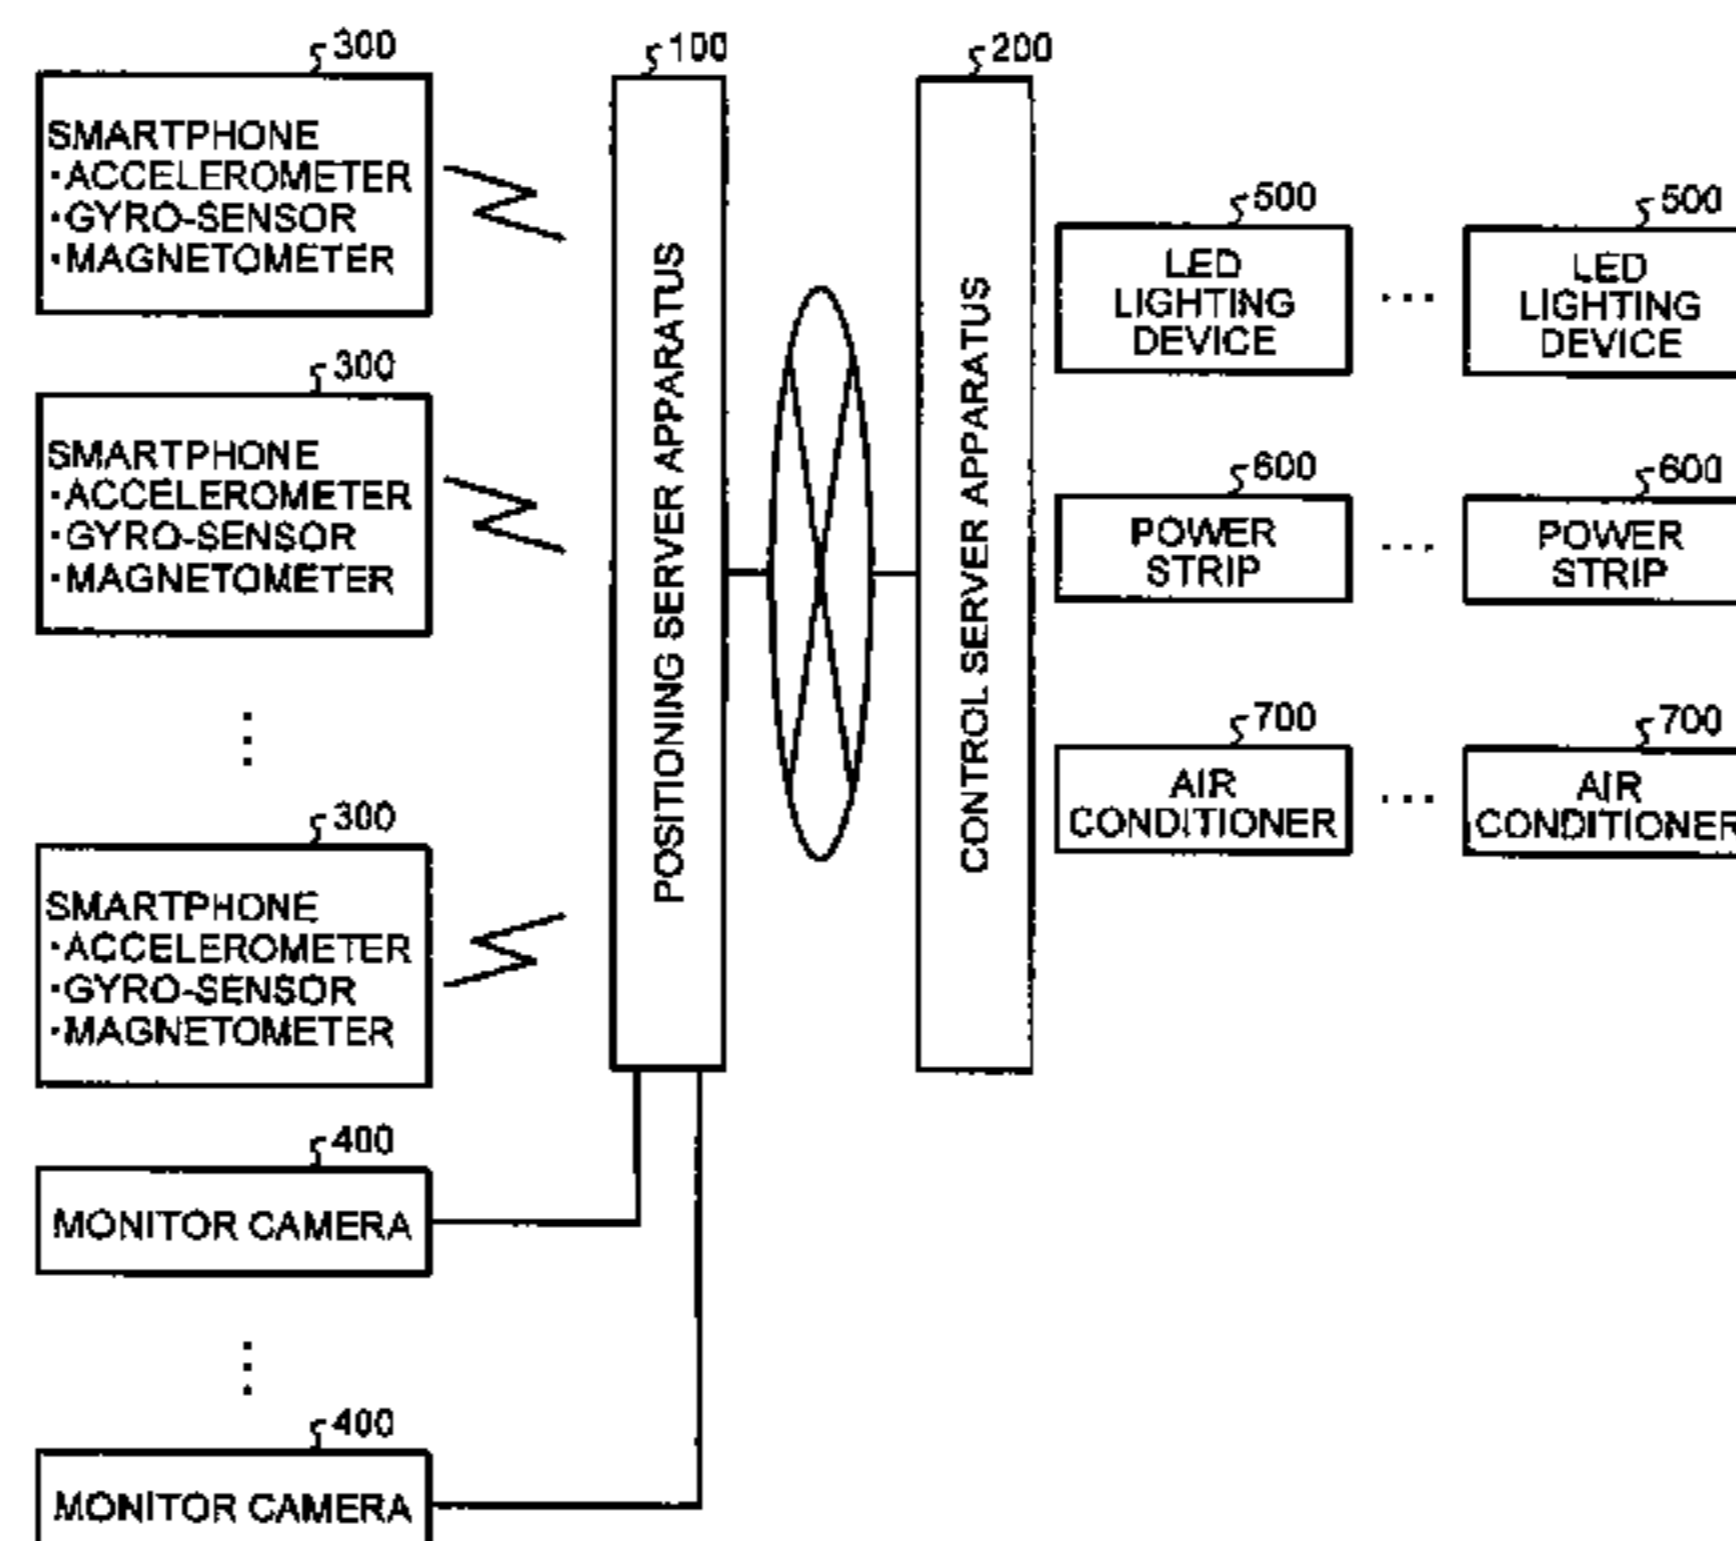 300
SMARTPHONE
·ACCELEROMETER
·GYRO-SENSOR
·MAGNETOMETER
300
SMARTPHONE
·ACCELEROMETER
·GYRO-SENSOR
·MAGNETOMETER
300
SMARTPHONE
·ACCELEROMETER
·GYRO-SENSOR
·MAGNETOMETER
400
MONITOR CAMERA
400
MONITOR CAMERA
100
POSITIONING SERVER APPARATUS
200
CONTROL SERVER APPARATUS
500
LED
LIGHTING
DEVICE
...
500
LED
LIGHTING
DEVICE
600
POWER
STRIP
...
600
POWER
STRIP
700
AIR
CONDITIONER
...
700
AIR
CONDITIONER